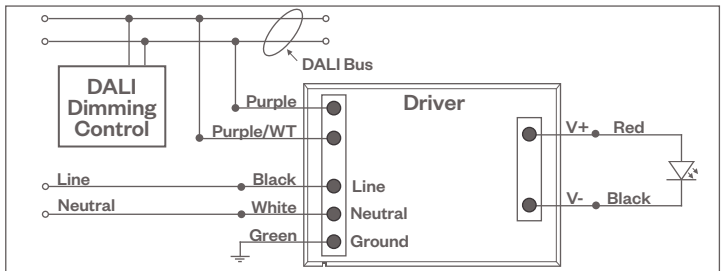 DALI Bus
DALI
Dimming
Control
Driver
Purple
Purple/WT
V+ Red
Line Black Line
V- Black
Neutral White Neutral
Green Ground